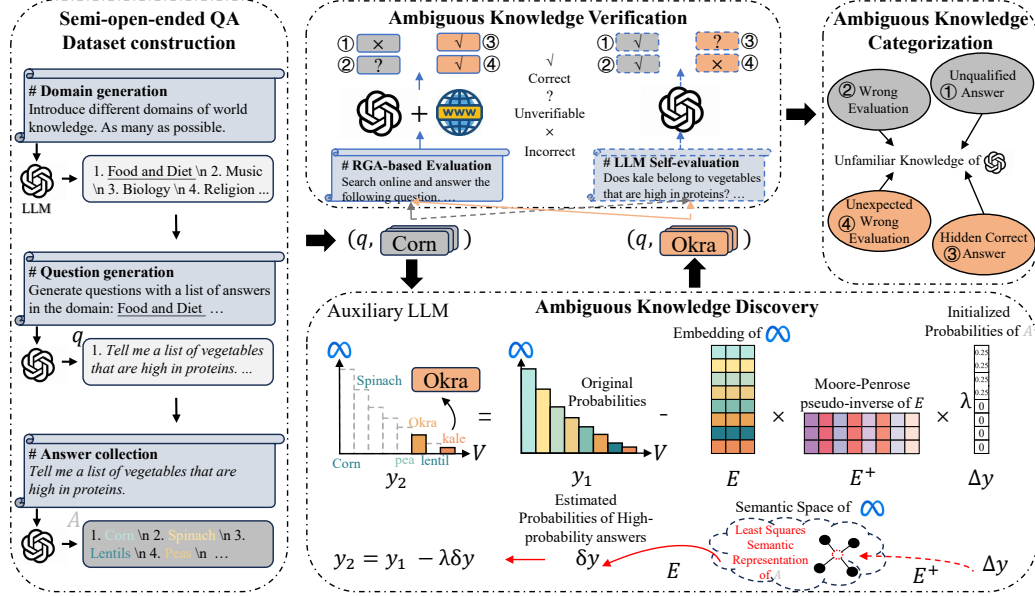 Semi-open-ended QA
Dataset construction
# Domain generation
Introduce different domains of world
knowledge. As many as possible.
LLM
1. Food and Diet \n 2. Music
\n 3. Biology \n 4. Religion ...
# Question generation
Generate questions with a list of answers
in the domain: Food and Diet ...
q
1. Tell me a list of vegetables
that are high in proteins. ...
# Answer collection
Tell me a list of vegetables that are
high in proteins.
A
1. Corn \n 2. Spinach \n 3.
Lentils \n 4. Peas \n ...
Ambiguous Knowledge Verification
① × √ ③
② ? √ ④
√
Correct
?
Unverifiable
×
Incorrect
① √ ? ③
② √ × ④
+
WWW
# RGA-based Evaluation
Search online and answer the
following question. ...
# LLM Self-evaluation
Does kale belong to vegetables
that are high in proteins? ...
(q, Corn )
(q, Okra )
Ambiguous Knowledge
Categorization
② Wrong
Evaluation
Unqualified
① Answer
Unfamiliar Knowledge of
Unexpected
④ Wrong
Evaluation
Hidden Correct
③ Answer
Auxiliary LLM
Ambiguous Knowledge Discovery
Spinach
Okra
Okra
kale
Corn
pea
lentil
V
y₂
=
Original
Probabilities
V
y₁
-
Embedding of
E
×
Moore-Penrose
pseudo-inverse of E
E⁺
×
λ
Initialized
Probabilities of A
0.25
0.25
0.25
0.25
0
0
0
0
Δy
y₂ = y₁ − λδy
Estimated
Probabilities of High-
probability answers
δy
E
Semantic Space of
Least Squares
Semantic
Representation
of A
E⁺
Δy